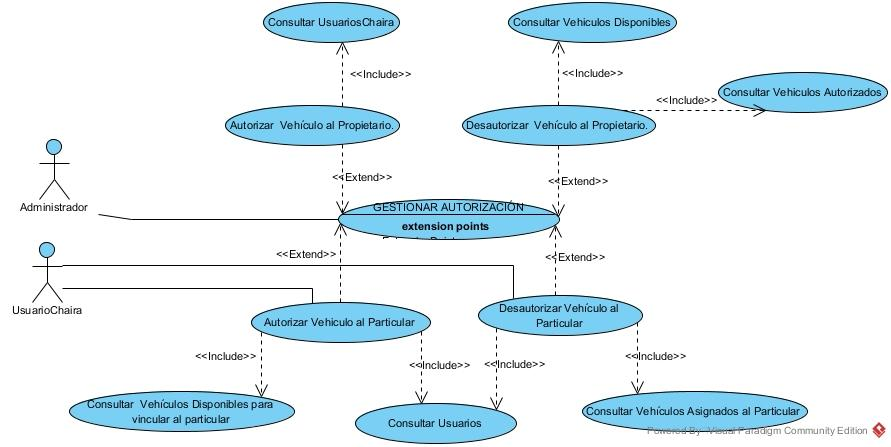 Consultar UsuariosChaira
Consultar Vehiculos Disponibles
<<Include>>
<<Include>>
Consultar Vehiculos Autorizados
<<Include>>
Autorizar Vehículo al Propietario.
Desautorizar Vehículo al Propietario.
<<Extend>>
<<Extend>>
Administrador
GESTIONAR AUTORIZACIÓN
extension points
<<Extend>>
<<Extend>>
UsuarioChaira
Autorizar Vehiculo al Particular
Desautorizar Vehículo al
Particular
<<Include>>
<<Include>>
<<Include>>
<<Include>>
Consultar Vehículos Disponibles para
vincular al particular
Consultar Usuarios
Consultar Vehículos Asignados al Particular
Powered By Visual Paradigm Community Edition